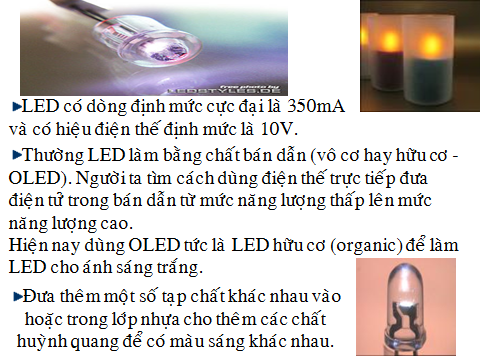 free photo by
LEDSTYLES.DE
LED có dòng định mức cực đại là 350mA
và có hiệu điện thế định mức là 10V.
Thường LED làm bằng chất bán dẫn (vô cơ hay hữu cơ -
OLED). Người ta tìm cách dùng điện thế trực tiếp đưa
điện tử trong bán dẫn từ mức năng lượng thấp lên mức
năng lượng cao.
Hiện nay dùng OLED tức là LED hữu cơ (organic) để làm
LED cho ánh sáng trắng.
Đưa thêm một số tạp chất khác nhau vào
hoặc trong lớp nhựa cho thêm các chất
huỳnh quang để có màu sáng khác nhau.